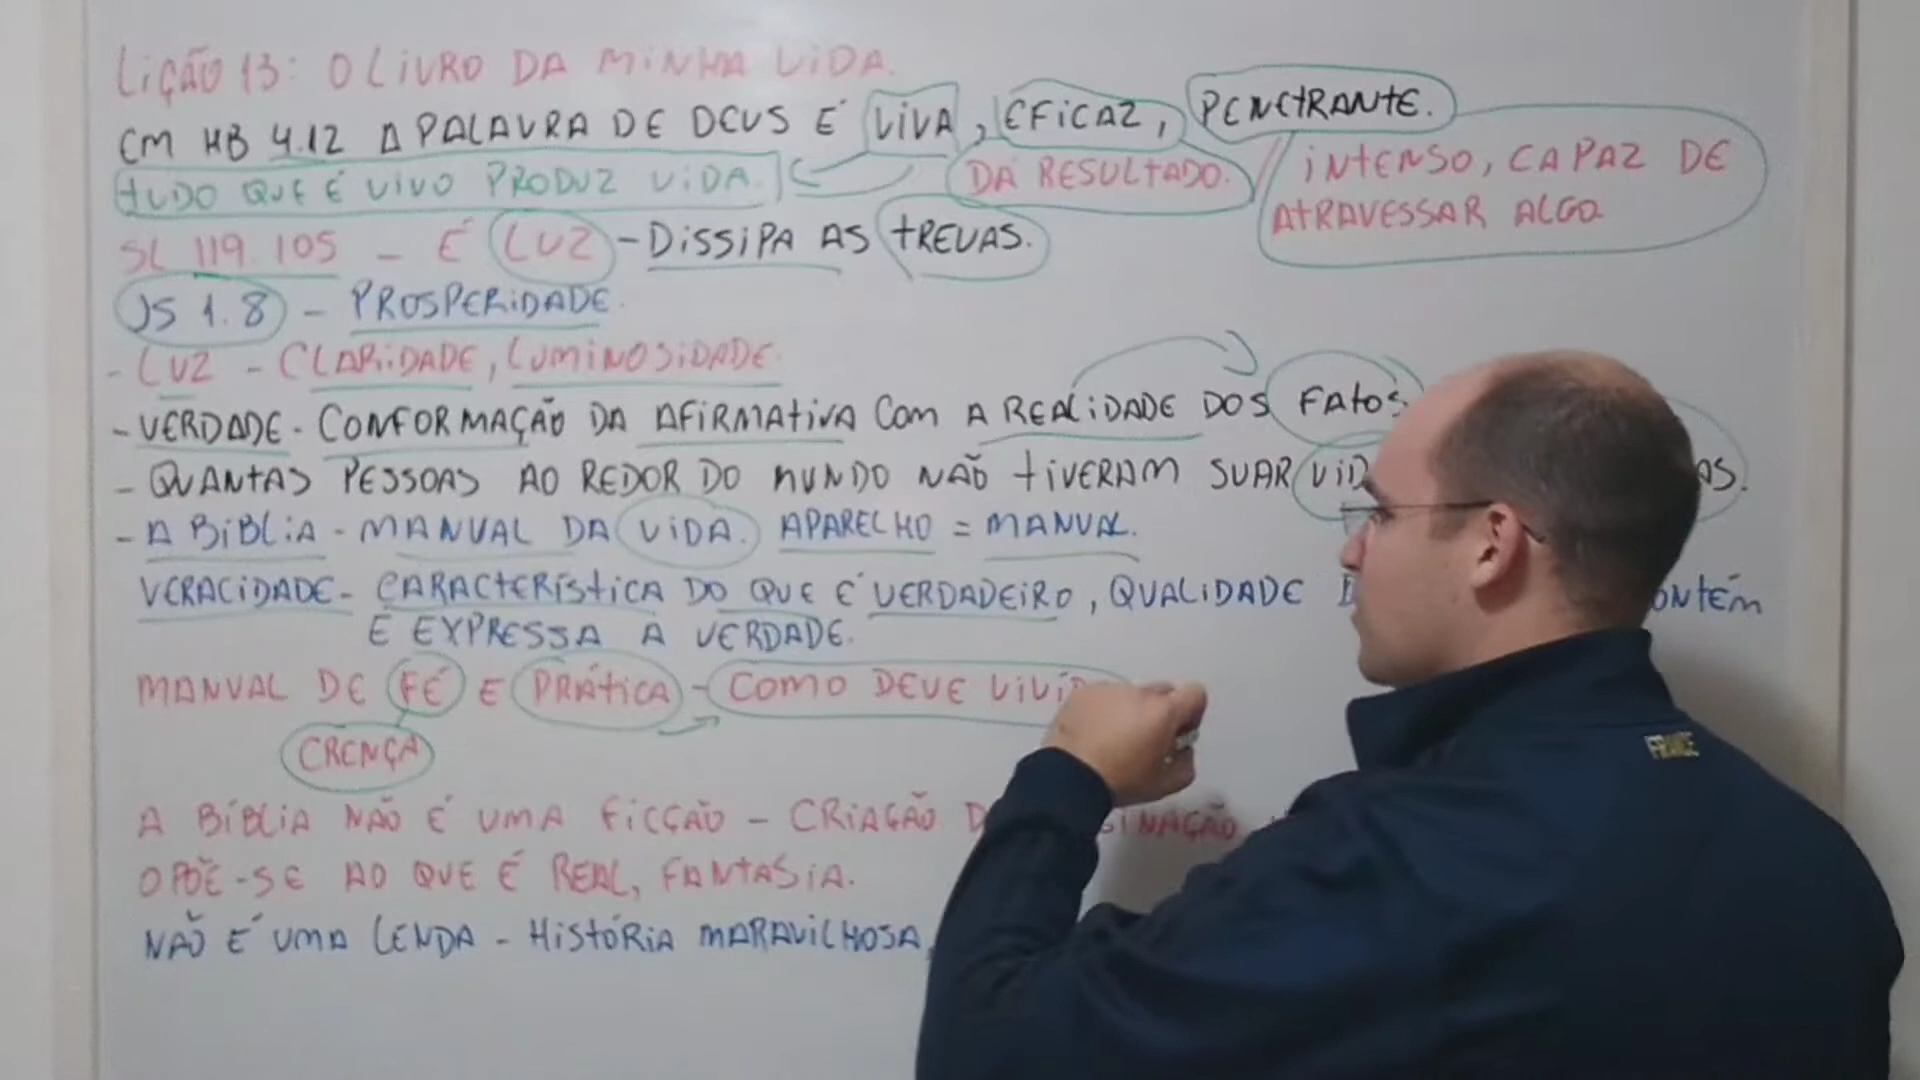 LIÇÃO 13: O LIVRO DA MINHA VIDA.
EM HB 4.12 A PALAVRA DE DEUS É VIVA, EFICAZ, PENETRANTE.
TUDO QUE É VIVO PRODUZ VIDA. DÁ RESULTADO. INTENSO, CAPAZ DE
ATRAVESSAR ALGO
SL 119.105 - É LUZ - DISSIPA AS TREVAS.
JS 1.8 - PROSPERIDADE.
- LUZ - CLARIDADE, LUMINOSIDADE.
- VERDADE - CONFORMAÇÃO DA AFIRMATIVA COM A REALIDADE DOS FATOS
- QUANTAS PESSOAS AO REDOR DO MUNDO NÃO TIVERAM SUAR
- A BÍBLIA - MANUAL DA VIDA. APARELHO = MANUAL.
VERACIDADE - CARACTERÍSTICA DO QUE É VERDADEIRO, QUALIDADE
E EXPRESSA A VERDADE.
MANUAL DE FÉ E PRÁTICA - COMO DEVE
CRENÇA
A BÍBLIA NÃO É UMA FICÇÃO - CRIAÇÃO
OPÕE-SE AO QUE É REAL, FANTASIA.
NÃO É UMA LENDA - HISTÓRIA MARAVILHOSA,
FRANCE